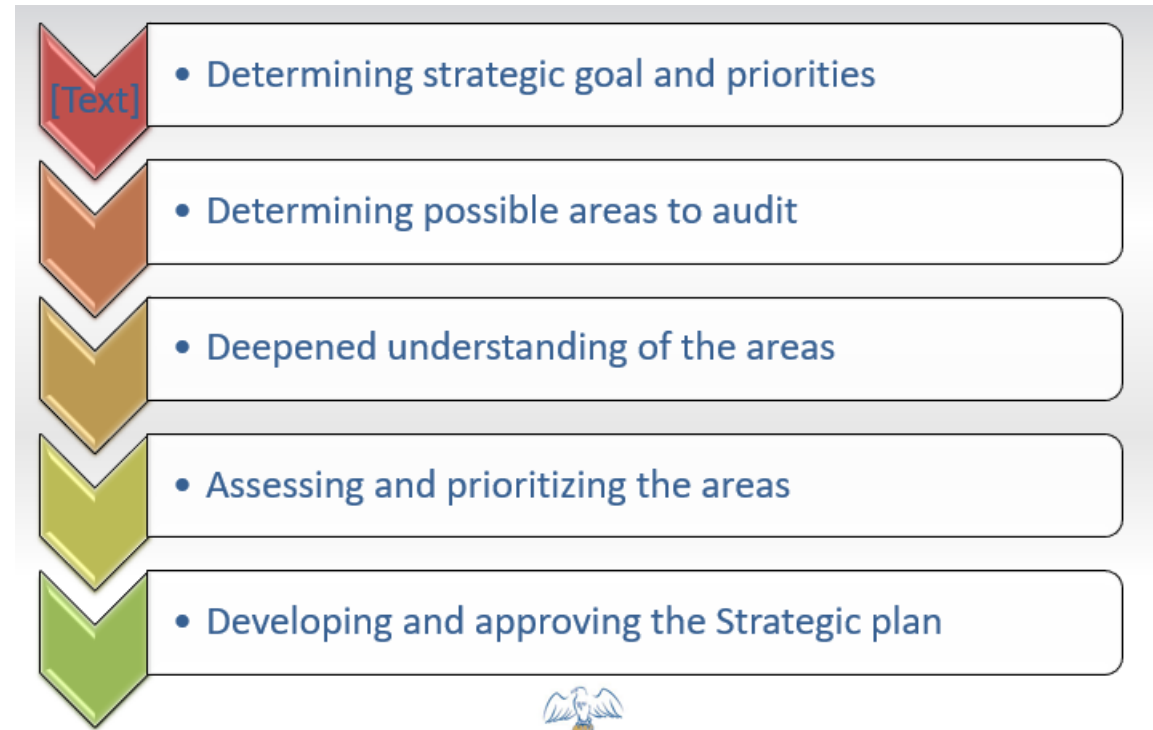 [Text]
• Determining strategic goal and priorities
• Determining possible areas to audit
• Deepened understanding of the areas
• Assessing and prioritizing the areas
• Developing and approving the Strategic plan